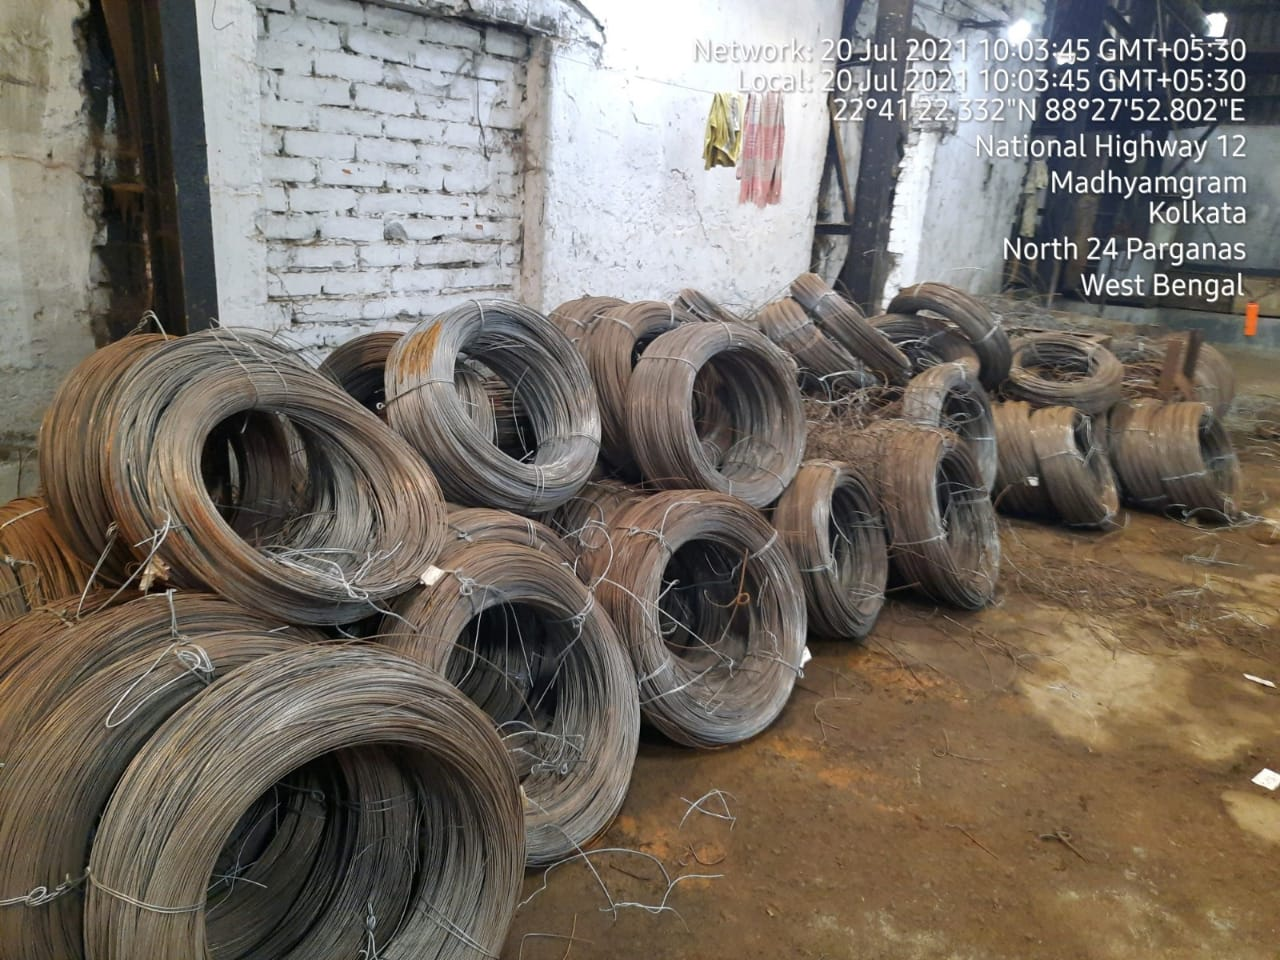 Network: 20 Jul 2021 10:03:45 GMT+05:30
Local: 20 Jul 2021 10:03:45 GMT+05:30
22°41'22.332"N 88°27'52.802"E
National Highway 12
Madhyamgram
Kolkata
North 24 Parganas
West Bengal